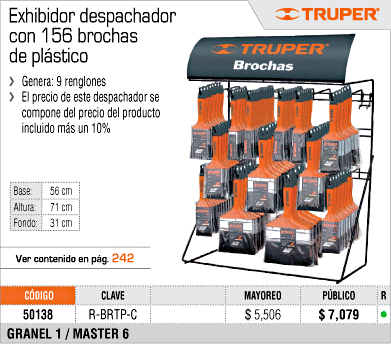 Exhibidor despachador
con 156 brochas
de plástico
TRUPER®
❯ Genera: 9 renglones
❯ El precio de este despachador se
compone del precio del producto
incluido más un 10%
TRUPER®
Brochas
Base: 56 cm
Altura: 71 cm
Fondo: 31 cm
Ver contenido en pág. 242
CÓDIGO CLAVE MAYOREO PÚBLICO R
50138 R-BRTP-C $ 5,506 $ 7,079
GRANEL 1 / MASTER 6